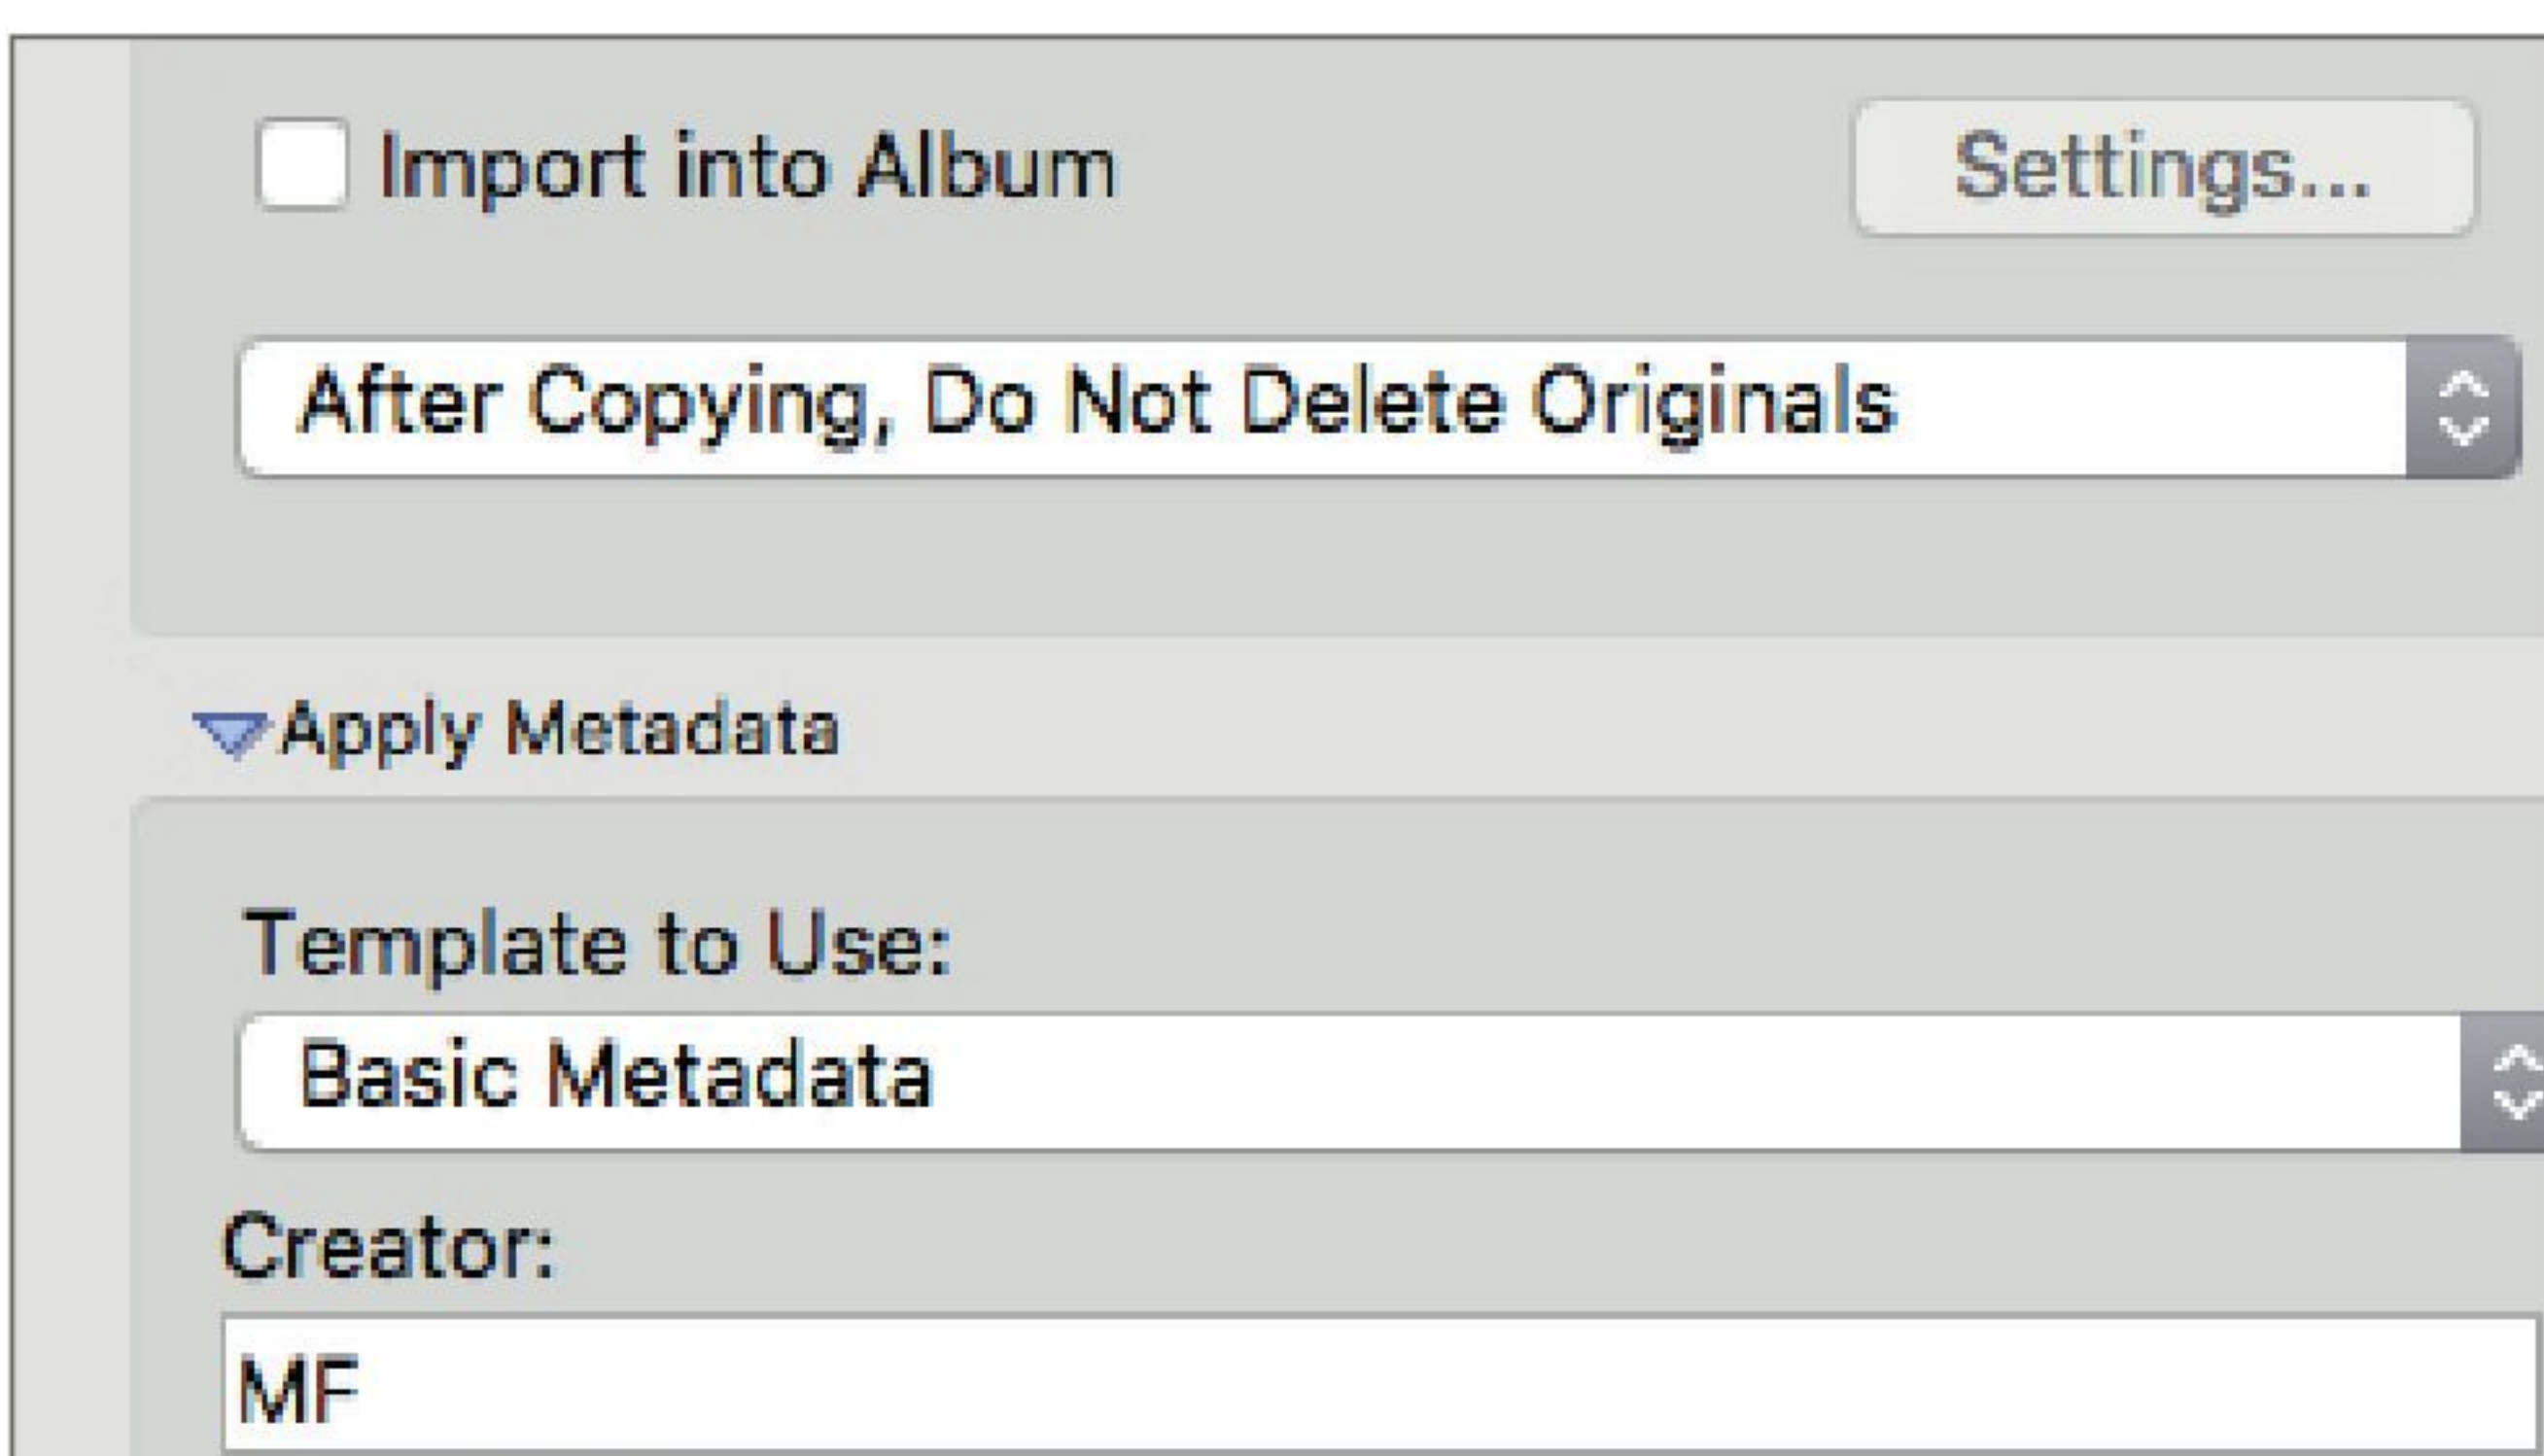 Import into Album Settings...
After Copying, Do Not Delete Originals
Apply Metadata
Template to Use:
Basic Metadata
Creator:
MF